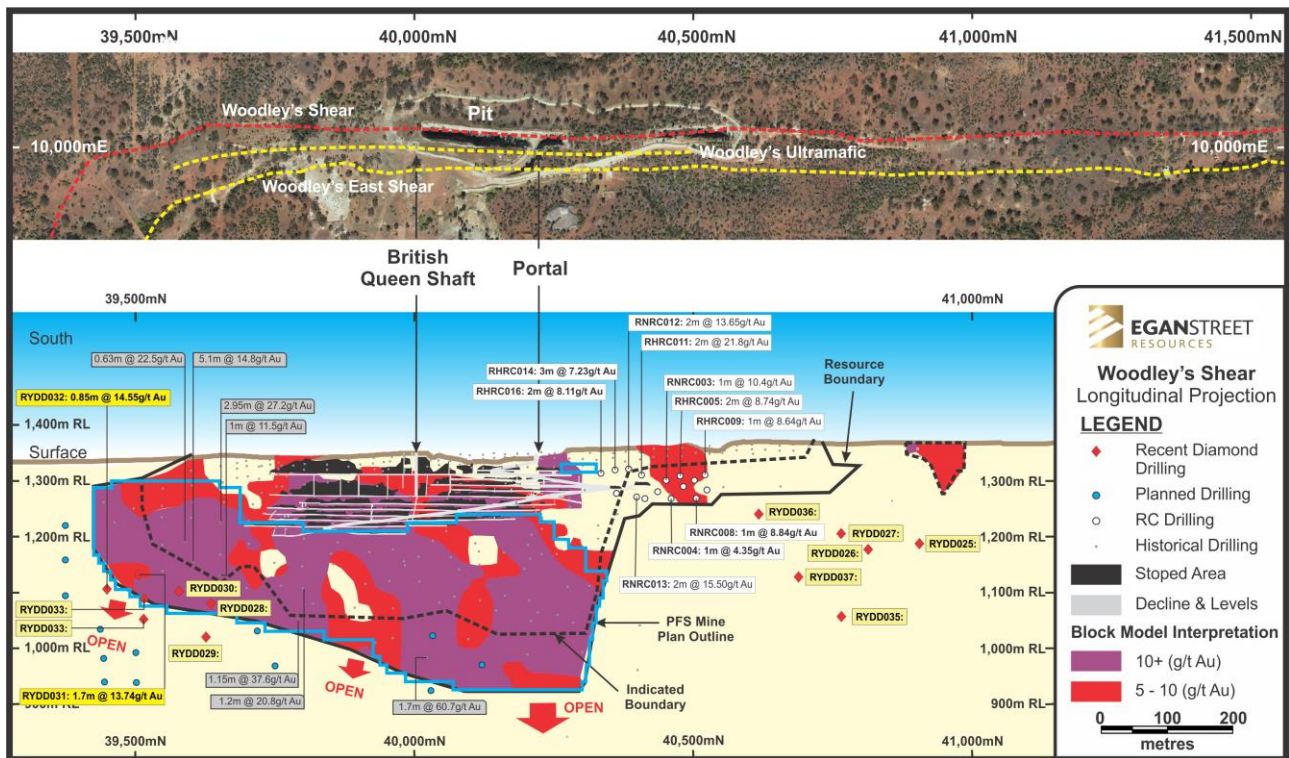 39,500mN
40,000mN
40,500mN
41,000mN
41,500mN
Woodley's Shear
Pit
10,000mE
Woodley's Ultramafic
10,000mE
Woodley's East Shear
British
Queen Shaft
Portal
39,500mN
41,000mN
South
RNRC012: 2m @ 13.65g/t Au
RHRC011: 2m @ 21.8g/t Au
0.63m @ 22.5g/t Au
5.1m @ 14.8g/t Au
RHRC014: 3m @ 7.23g/t Au
RNRC003: 1m @ 10.4g/t Au
Resource
Boundary
RYDD032: 0.85m @ 14.55g/t Au
RHRC016: 2m @ 8.11g/t Au
RHRC005: 2m @ 8.74g/t Au
2.95m @ 27.2g/t Au
RHRC009: 1m @ 8.64g/t Au
1m @ 11.5g/t Au
1,400m RL
Surface
1,300m RL
1,300m RL
RYDD036:
RNRC008: 1m @ 8.84g/t Au
RYDD027:
1,200m RL
1,200m RL
RNRC004: 1m @ 4.35g/t Au
RYDD026:
RYDD025:
RNRC013: 2m @ 15.50g/t Au
RYDD037:
1,100m RL
1,100m RL
RYDD030:
RYDD033:
RYDD028:
RYDD035:
RYDD033:
PFS Mine
Plan Outline
OPEN
1,000m RL
1,000m RL
RYDD029:
OPEN
1.15m @ 37.6g/t Au
Indicated
Boundary
RYDD031: 1.7m @ 13.74g/t Au
1.2m @ 20.8g/t Au
1.7m @ 60.7g/t Au
OPEN
900m RL
39,500mN
40,000mN
40,500mN
41,000mN
EGANSTREET
RESOURCES
Woodley's Shear
Longitudinal Projection
LEGEND
Recent Diamond
Drilling
Planned Drilling
RC Drilling
Historical Drilling
Stoped Area
Decline & Levels
Block Model Interpretation
10+ (g/t Au)
5 - 10 (g/t Au)
0 100 200
metres